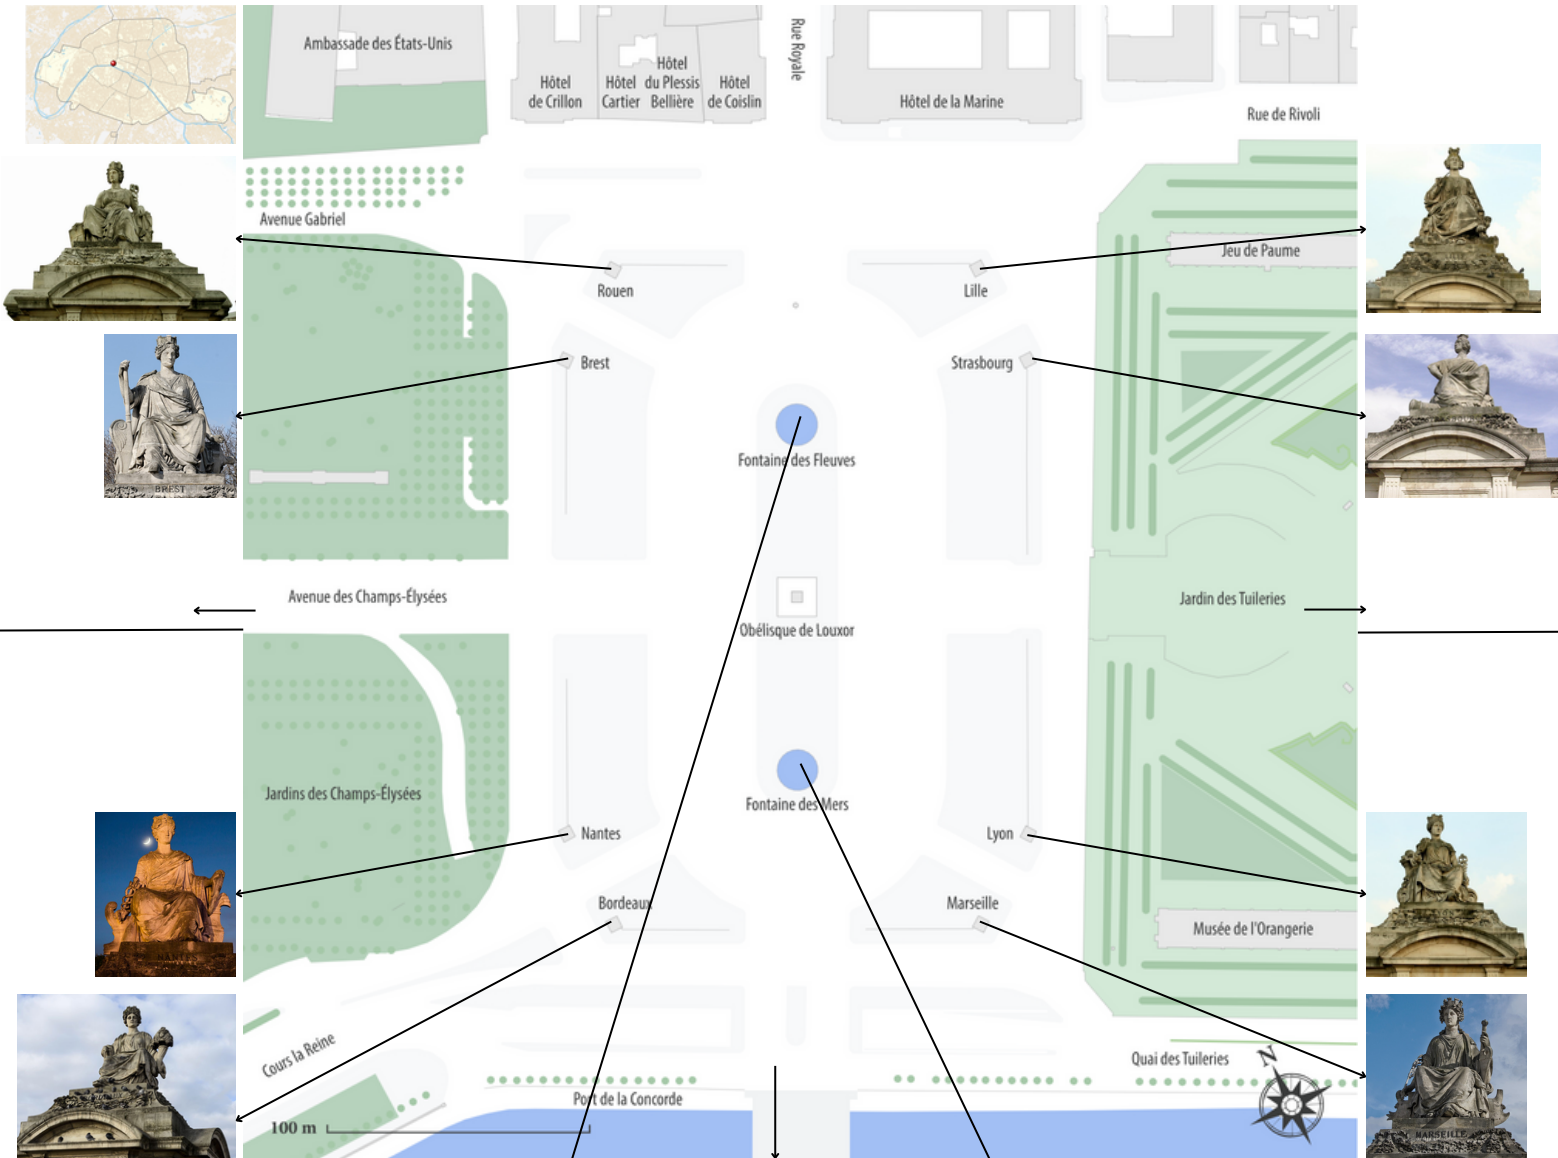 Ambassade des États-Unis
Hôtel
de Crillon
Hôtel
Cartier
Hôtel
du Plessis
Bellière
Hôtel
de Coislin
Rue Royale
Hôtel de la Marine
Rue de Rivoli
Avenue Gabriel
Jeu de Paume
Rouen
Lille
Brest
Strasbourg
BREST
Fontaine des Fleuves
Avenue des Champs-Élysées
Jardin des Tuileries
Obélisque de Louxor
Jardins des Champs-Élysées
Fontaine des Mers
Nantes
Lyon
Bordeaux
Marseille
Musée de l'Orangerie
NANTES
Cours la Reine
Quai des Tuileries
N
Port de la Concorde
100 m
MARSEILLE